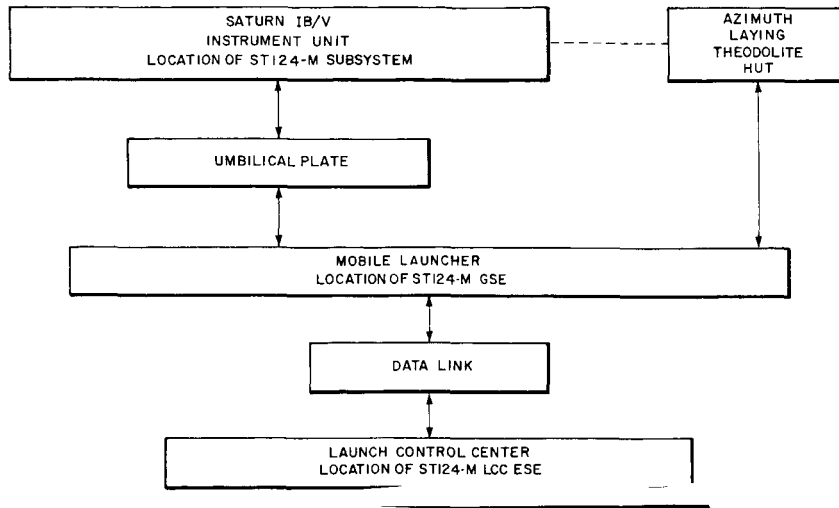 SATURN IB/V
INSTRUMENT UNIT
LOCATION OF ST124-M SUBSYSTEM
AZIMUTH
LAYING
THEODOLITE
HUT
UMBILICAL PLATE
MOBILE LAUNCHER
LOCATION OF ST124-M GSE
DATA LINK
LAUNCH CONTROL CENTER
LOCATION OF ST124-M LCC ESE